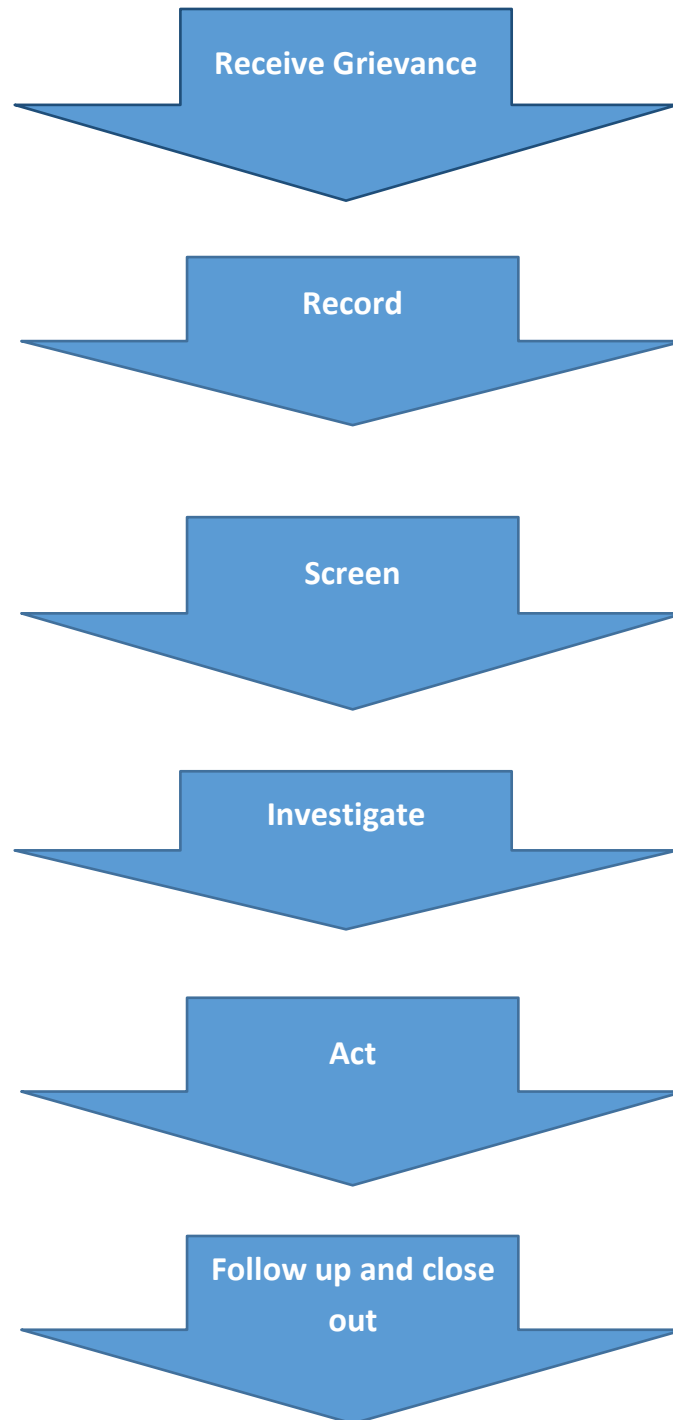 Receive Grievance
Record
Screen
Investigate
Act
Follow up and close
out